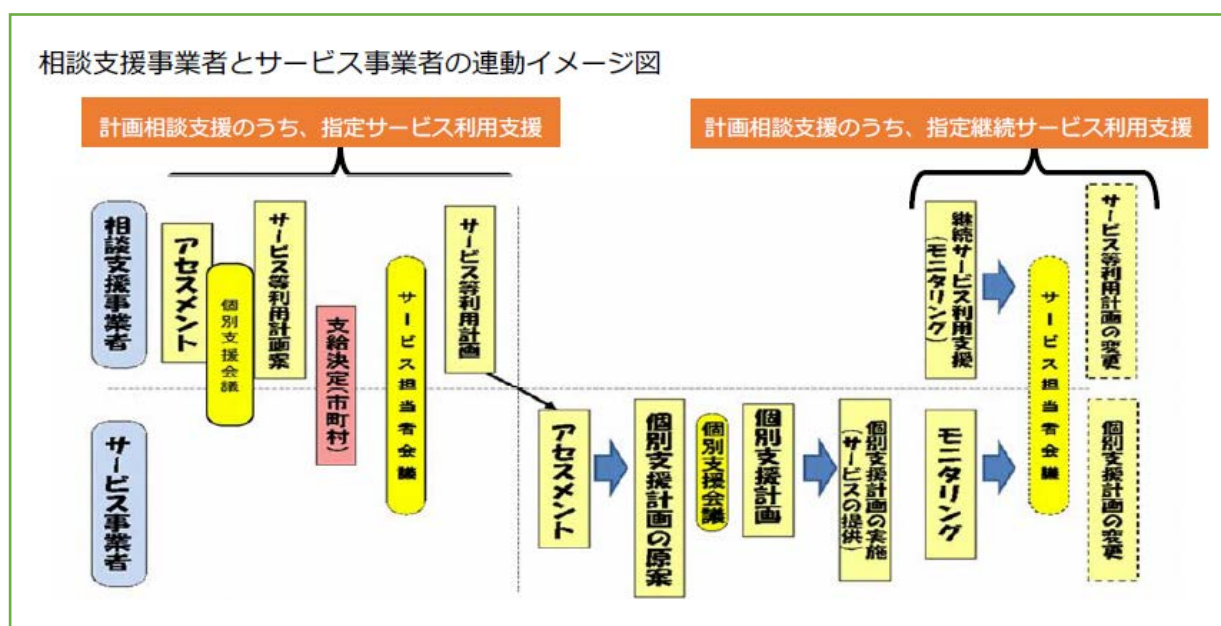 相談支援事業者とサービス事業者の連動イメージ図
計画相談支援のうち、指定サービス利用支援
計画相談支援のうち、指定継続サービス利用支援
相談支援事業者
アセスメント
個別支援会議
サービス等利用計画案
支給決定(市町村)
サービス担当者会議
サービス等利用計画
継続サービス利用支援
(モニタリング)
サービス担当者会議
サービス等利用計画の変更
サービス事業者
アセスメント
個別支援計画の原案
個別支援会議
個別支援計画
個別支援計画の実施
(サービスの提供)
モニタリング
個別支援計画の変更